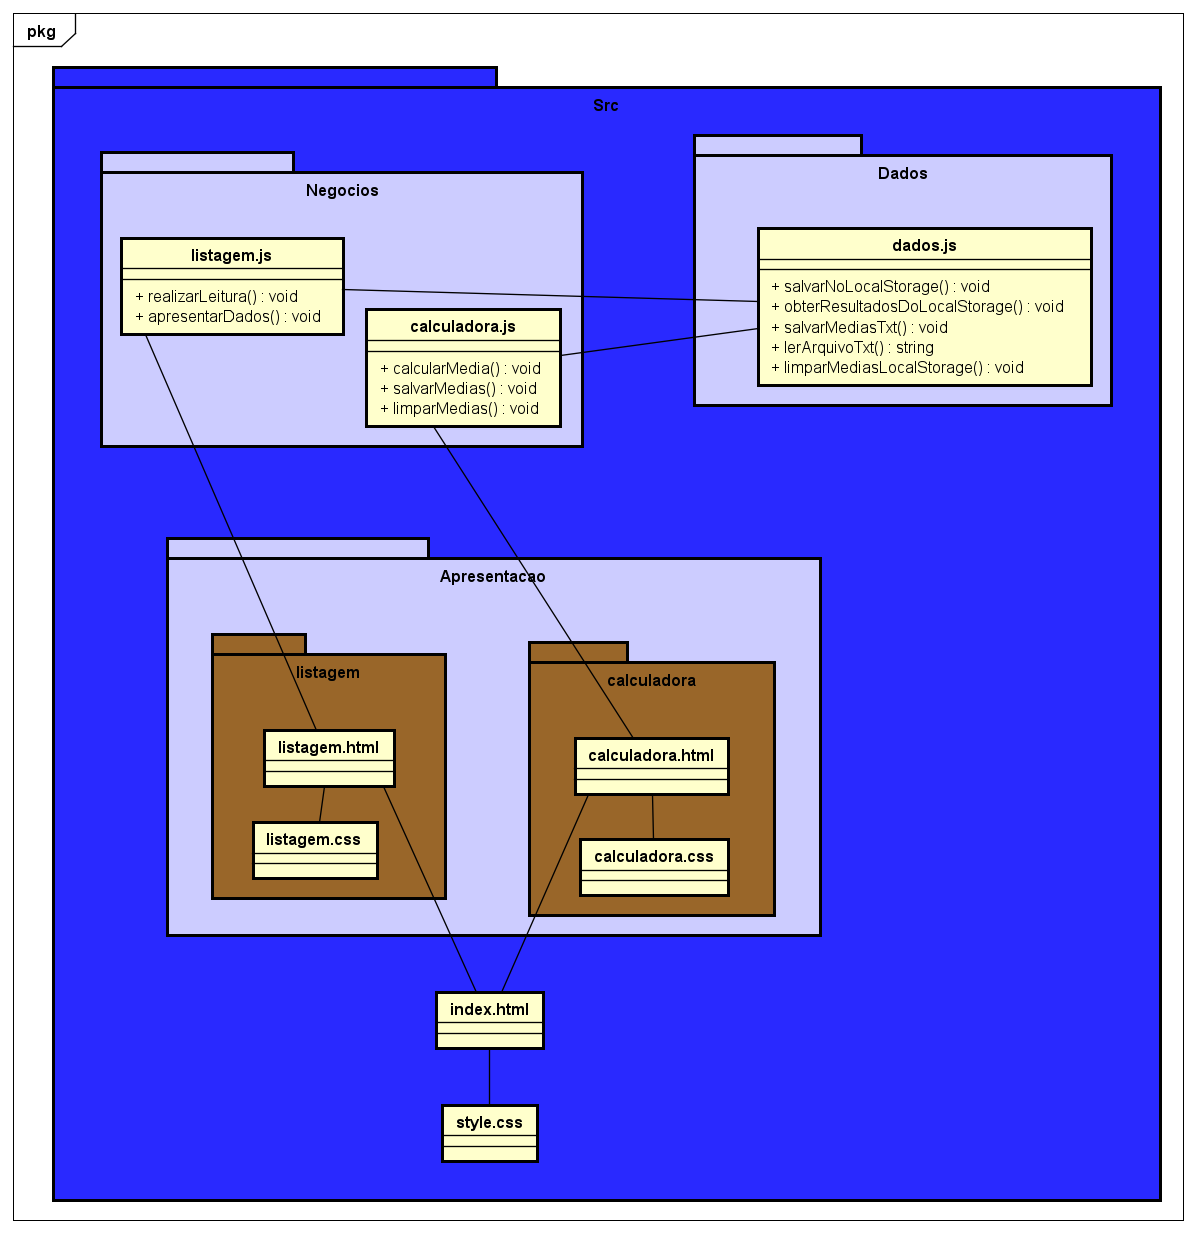 pkg
Src
Negocios
listagem.js
+ realizarLeitura() : void
+ apresentarDados() : void
calculadora.js
+ calcularMedia() : void
+ salvarMedias() : void
+ limparMedias() : void
Dados
dados.js
+ salvarNoLocalStorage() : void
+ obterResultadosDoLocalStorage() : void
+ salvarMediasTxt() : void
+ lerArquivoTxt() : string
+ limparMediasLocalStorage() : void
Apresentacao
listagem
listagem.html
listagem.css
calculadora
calculadora.html
calculadora.css
index.html
style.css